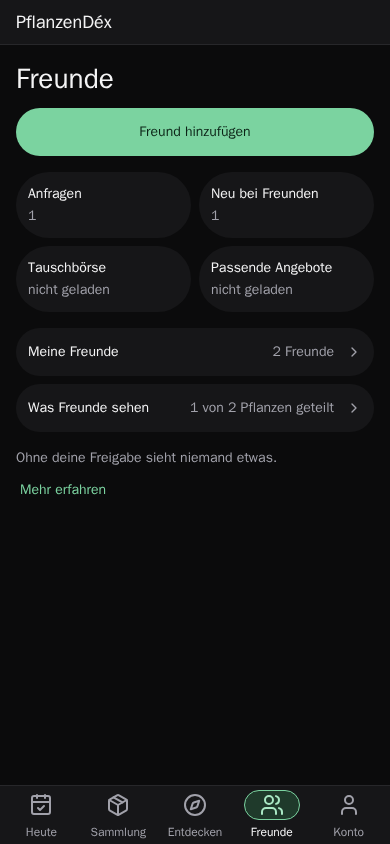 PflanzenDéx
Freunde
Freund hinzufügen
Anfragen
1
Neu bei Freunden
1
Tauschbörse
nicht geladen
Passende Angebote
nicht geladen
Meine Freunde
2 Freunde
Was Freunde sehen
1 von 2 Pflanzen geteilt
Ohne deine Freigabe sieht niemand etwas.
Mehr erfahren
Heute
Sammlung
Entdecken
Freunde
Konto